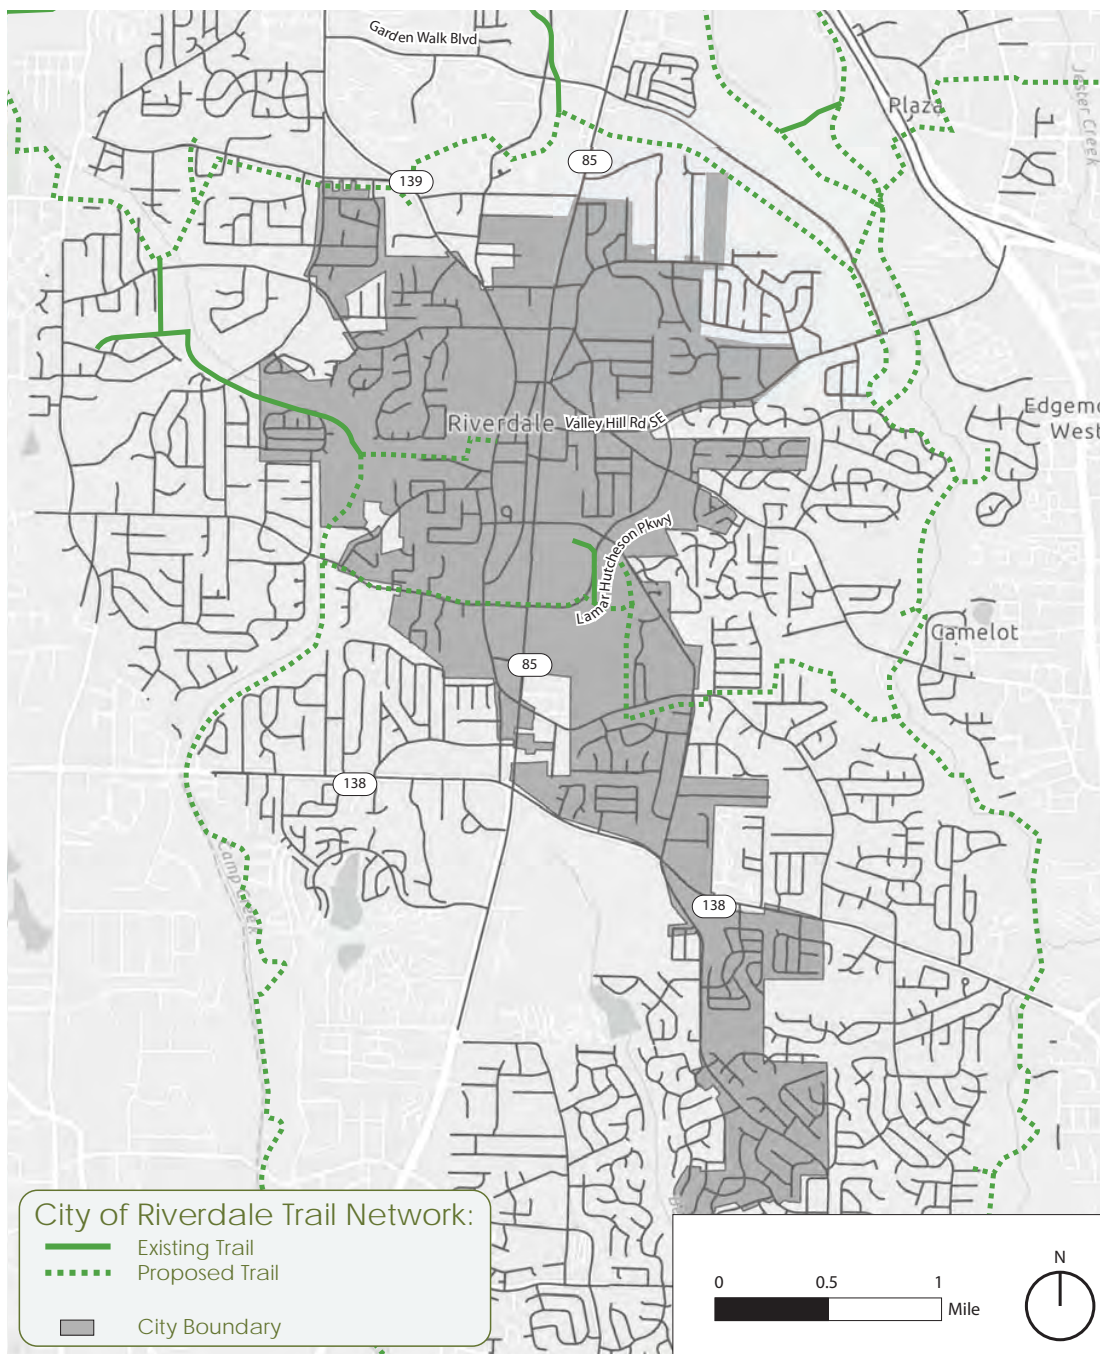 Garden Walk Blvd
Jester Creek
Plaza
85
139
Edgem
West
Riverdale
Valley Hill Rd SE
Lamar Hutcheson Pkwy
Camelot
85
138
Camp Creek
138
City of Riverdale Trail Network:
Existing Trail
Proposed Trail
City Boundary
0 0.5 1
Mile
N